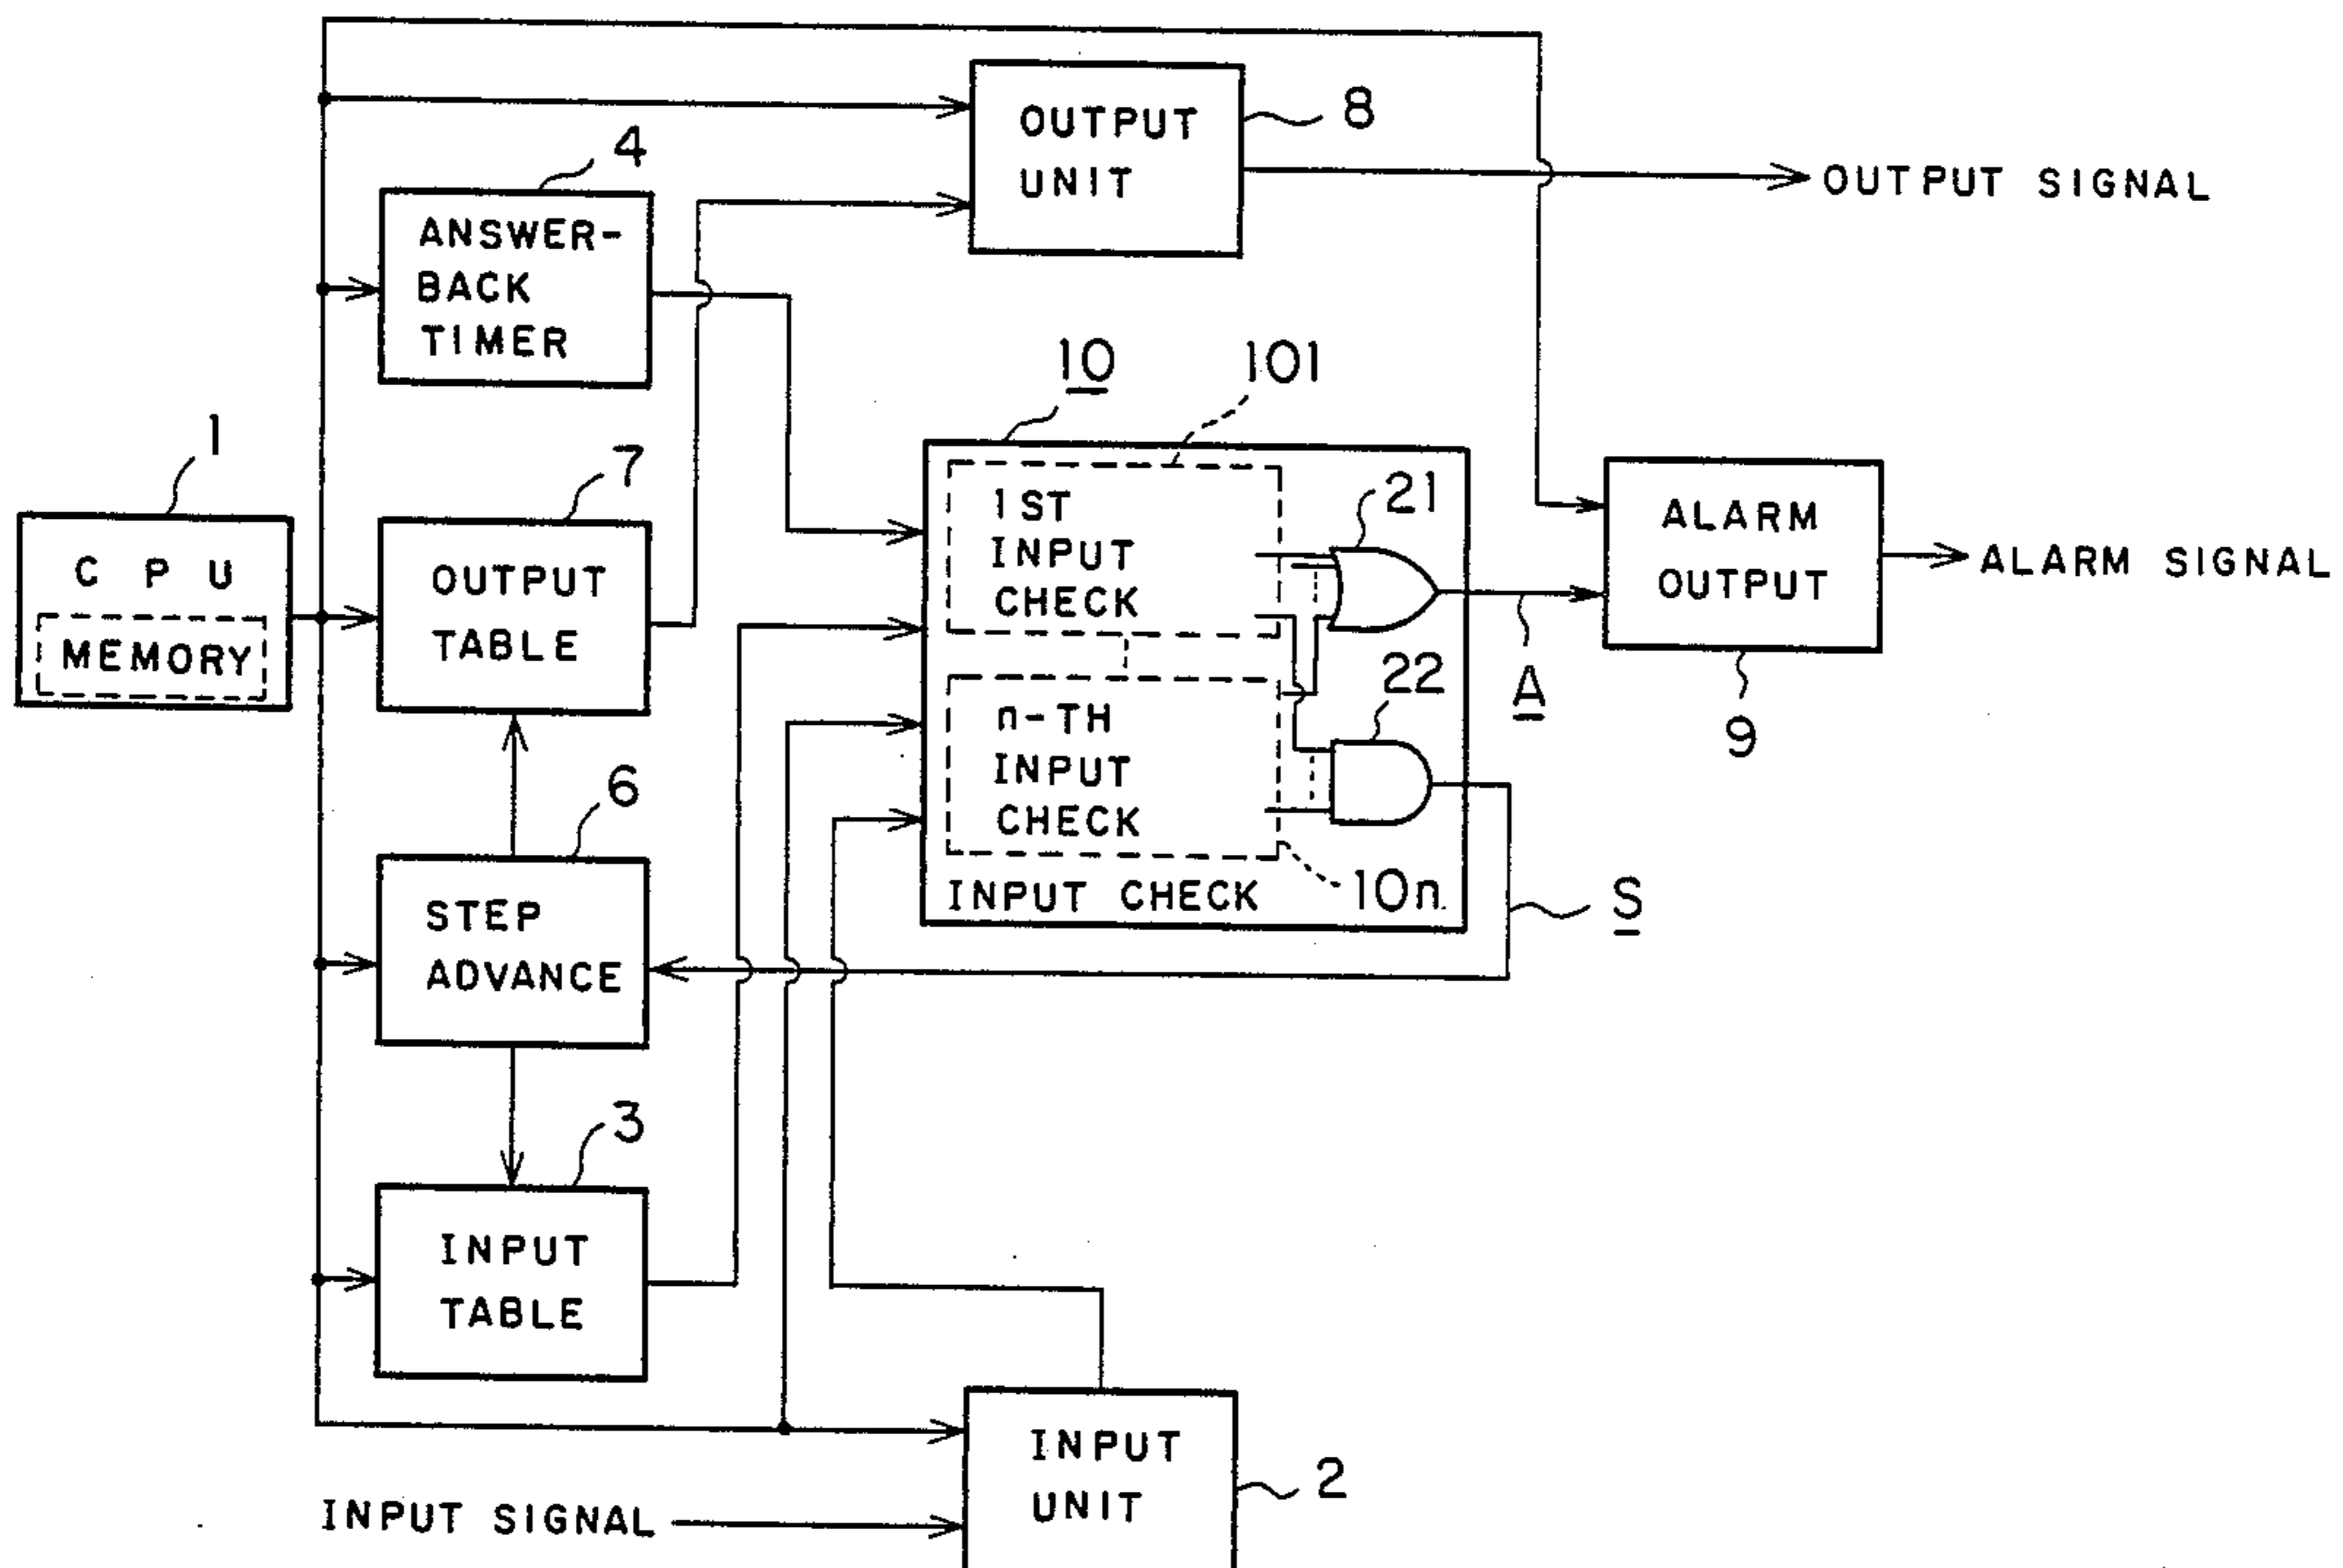 8
OUTPUT
UNIT
OUTPUT SIGNAL
4
ANSWER-
BACK
TIMER
10
101
1
CPU
MEMORY
7
OUTPUT
TABLE
1ST
INPUT
CHECK
21
A
ALARM
OUTPUT
ALARM SIGNAL
9
n-TH
INPUT
CHECK
22
10n
INPUT CHECK
S
6
STEP
ADVANCE
3
INPUT
TABLE
INPUT
UNIT
2
INPUT SIGNAL